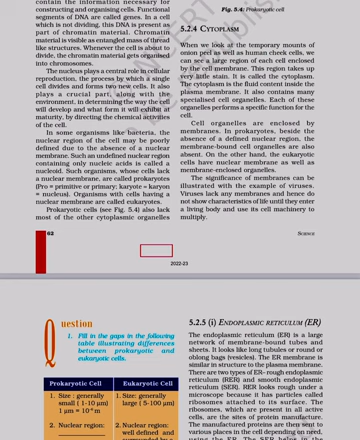 contain the information necessary for
constructing and organising cells. Functional
segments of DNA are called genes. In a cell
which is not dividing, this DNA is present as
part of chromatin material. Chromatin
material is visible as entangled mass of thread
like structures. Whenever the cell is about to
divide, the chromatin material gets organised
into chromosomes.
The nucleus plays a central role in cellular
reproduction, the process by which a single
cell divides and forms two new cells. It also
plays a crucial part, along with the
environment, in determining the way the cell
will develop and what form it will exhibit at
maturity, by directing the chemical activities
of the cell.
In some organisms like bacteria, the
nuclear region of the cell may be poorly
defined due to the absence of a nuclear
membrane. Such an undefined nuclear region
containing only nucleic acids is called a
nucleoid. Such organisms, whose cells lack
a nuclear membrane, are called prokaryotes
(Pro = primitive or primary; karyote ≈ karyon
= nucleus). Organisms with cells having a
nuclear membrane are called eukaryotes.
Prokaryotic cells (see Fig. 5.4) also lack
most of the other cytoplasmic organelles
Fig. 5.4: Prokaryotic cell
5.2.4 CYTOPLASM
When we look at the temporary mounts of
onion peel as well as human cheek cells, we
can see a large region of each cell enclosed
by the cell membrane. This region takes up
very little stain. It is called the cytoplasm.
The cytoplasm is the fluid content inside the
plasma membrane. It also contains many
specialised cell organelles. Each of these
organelles performs a specific function for the
cell.
Cell organelles are enclosed by
membranes. In prokaryotes, beside the
absence of a defined nuclear region, the
membrane-bound cell organelles are also
absent. On the other hand, the eukaryotic
cells have nuclear membrane as well as
membrane-enclosed organelles.
The significance of membranes can be
illustrated with the example of viruses.
Viruses lack any membranes and hence do
not show characteristics of life until they enter
a living body and use its cell machinery to
multiply.
62
SCIENCE
2022-23
Question
1. Fill in the gaps in the following
table illustrating differences
between prokaryotic and
eukaryotic cells.
Prokaryotic Cell
Eukaryotic Cell
1. Size : generally
small ( 1-10 µm)
1 µm = 10⁻⁶ m
1. Size: generally
large ( 5-100 µm)
2. Nuclear region:
2. Nuclear region:
well defined and
surrounded by a
5.2.5 (i) ENDOPLASMIC RETICULUM (ER)
The endoplasmic reticulum (ER) is a large
network of membrane-bound tubes and
sheets. It looks like long tubules or round or
oblong bags (vesicles). The ER membrane is
similar in structure to the plasma membrane.
There are two types of ER– rough endoplasmic
reticulum (RER) and smooth endoplasmic
reticulum (SER). RER looks rough under a
microscope because it has particles called
ribosomes attached to its surface. The
ribosomes, which are present in all active
cells, are the sites of protein manufacture.
The manufactured proteins are then sent to
various places in the cell depending on need,
using the ER. The SER helps in the